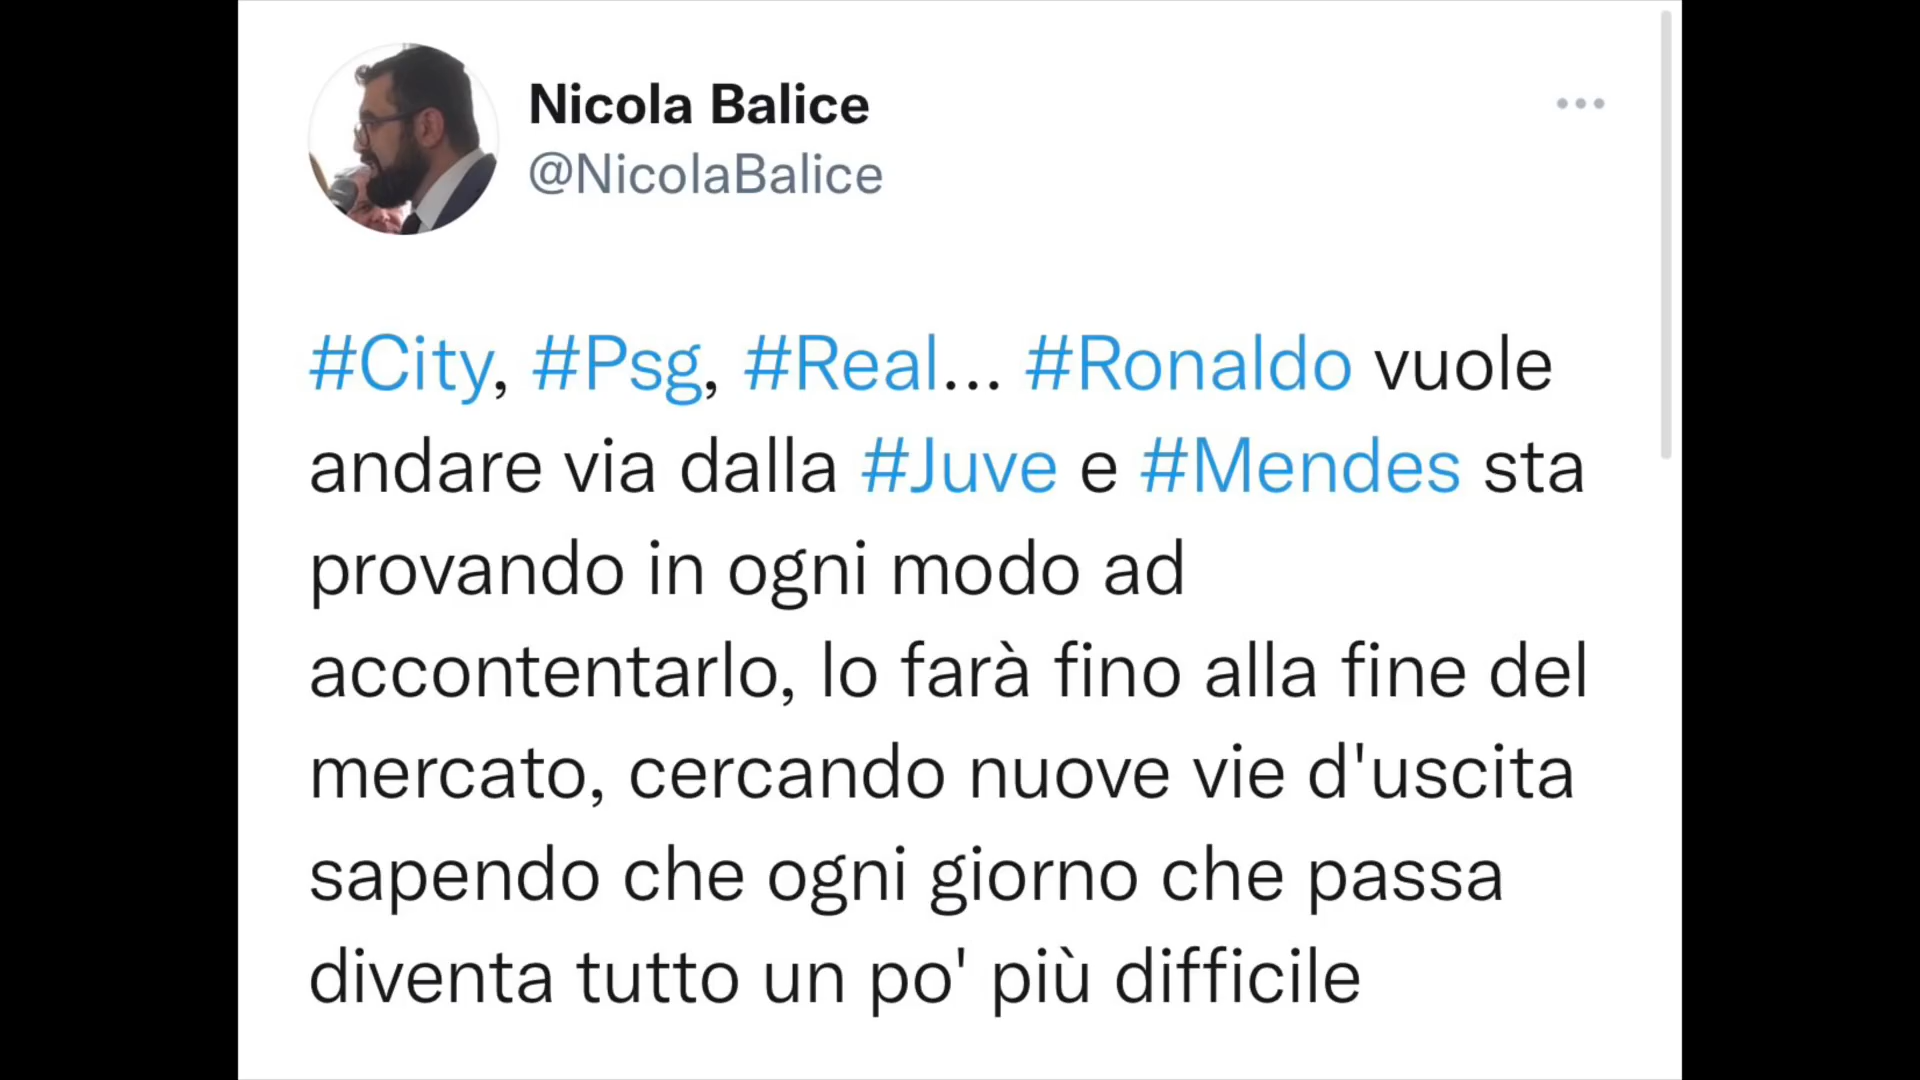 Nicola Balice
@NicolaBalice
#City, #Psg, #Real... #Ronaldo vuole
andare via dalla #Juve e #Mendes sta
provando in ogni modo ad
accontentarlo, lo farà fino alla fine del
mercato, cercando nuove vie d'uscita
sapendo che ogni giorno che passa
diventa tutto un po' più difficile